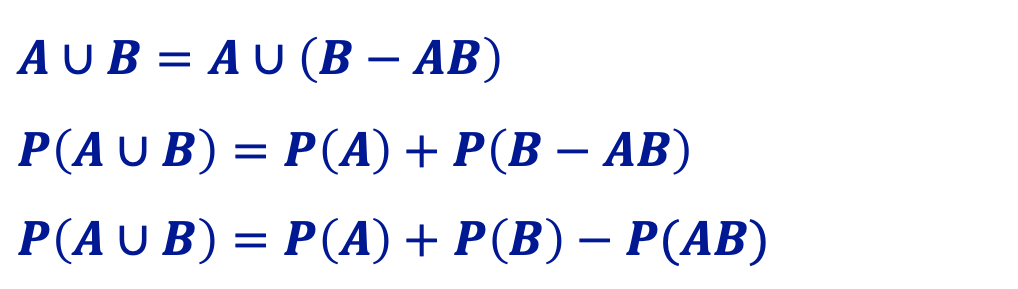 A ∪ B = A ∪ (B − AB)
P(A ∪ B) = P(A) + P(B − AB)
P(A ∪ B) = P(A) + P(B) − P(AB)